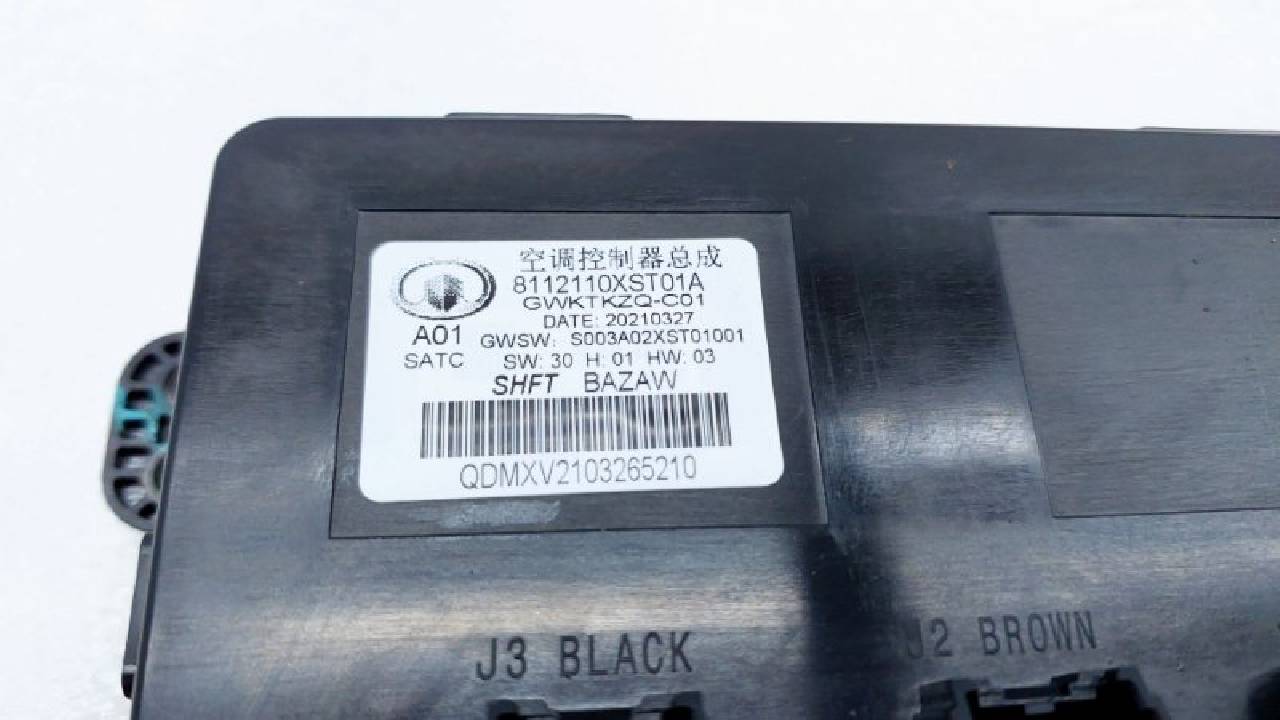 空调控制器总成
8112110XST01A
GWKTKZQ-C01
DATE: 20210327
A01 GWSW: S003A02XST01001
SATC SW: 30 H: 01 HW: 03
SHFT BAZAW
QDMXV2103265210
J3 BLACK
J2 BROWN